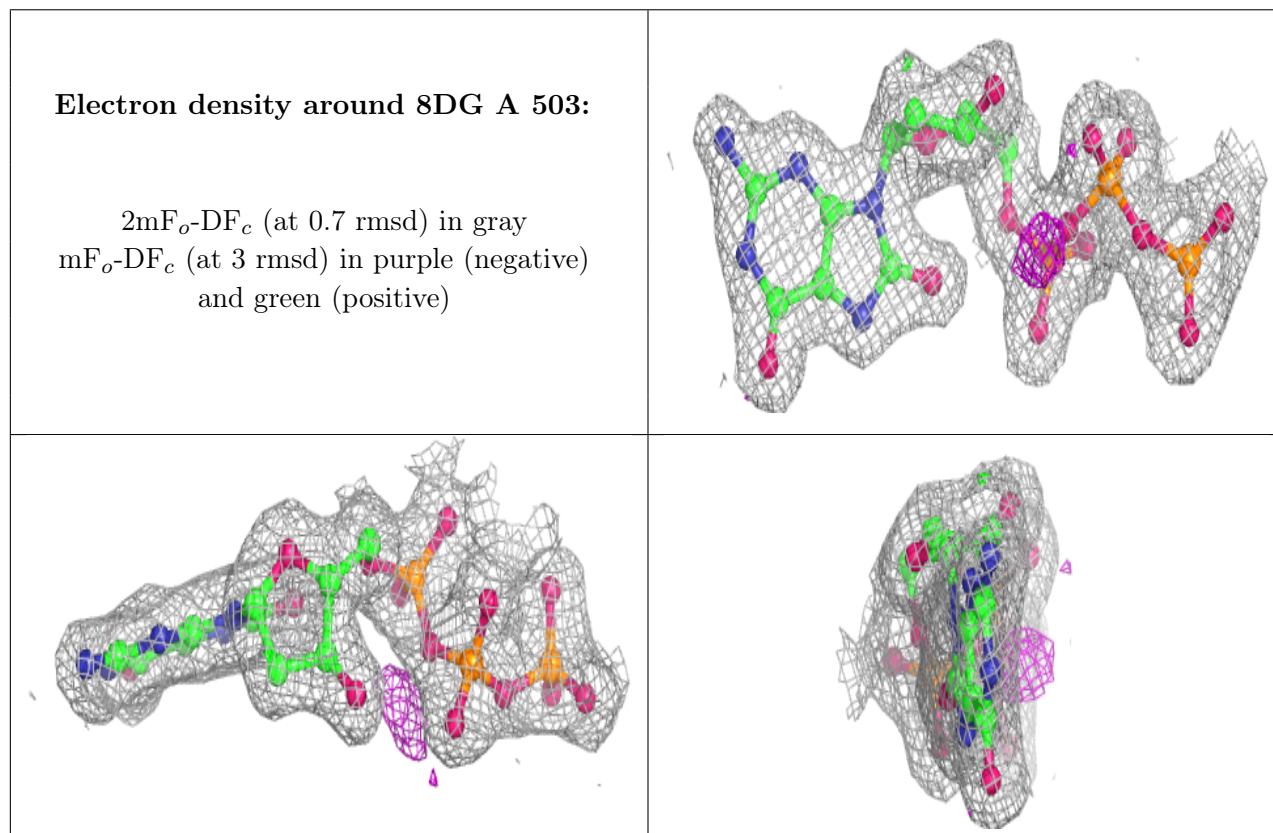 Electron density around 8DG A 503:
2mFo-DFc (at 0.7 rmsd) in gray
mFo-DFc (at 3 rmsd) in purple (negative)
and green (positive)